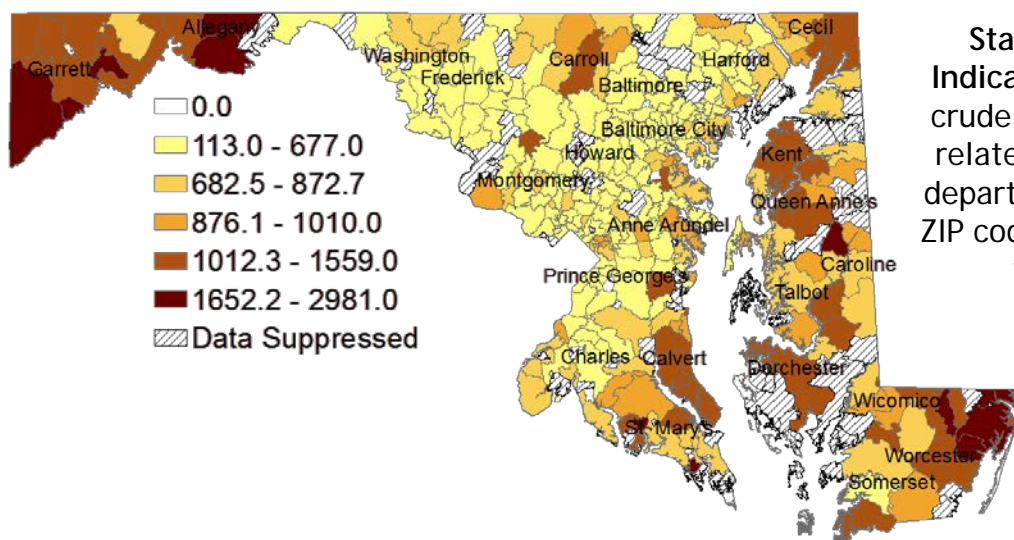 Allegany
Garrett
Washington
Frederick
Carroll
Baltimore
Harford
Cecil
Baltimore City
Howard
Montgomery
Kent
Queen Anne's
Anne Arundel
Prince George's
Caroline
Talbot
Charles
Calvert
Dorchester
St. Mary's
Wicomico
Worcester
Somerset
0.0
113.0 - 677.0
682.5 - 872.7
876.1 - 1010.0
1012.3 - 1559.0
1652.2 - 2981.0
Data Suppressed
Sta
Indica
crude
relate
depart
ZIP coo